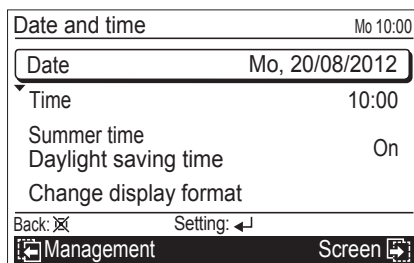 Date and time Mo 10:00
Date Mo, 20/08/2012
Time 10:00
Summer time
Daylight saving time On
Change display format
Back: Setting:
Management Screen